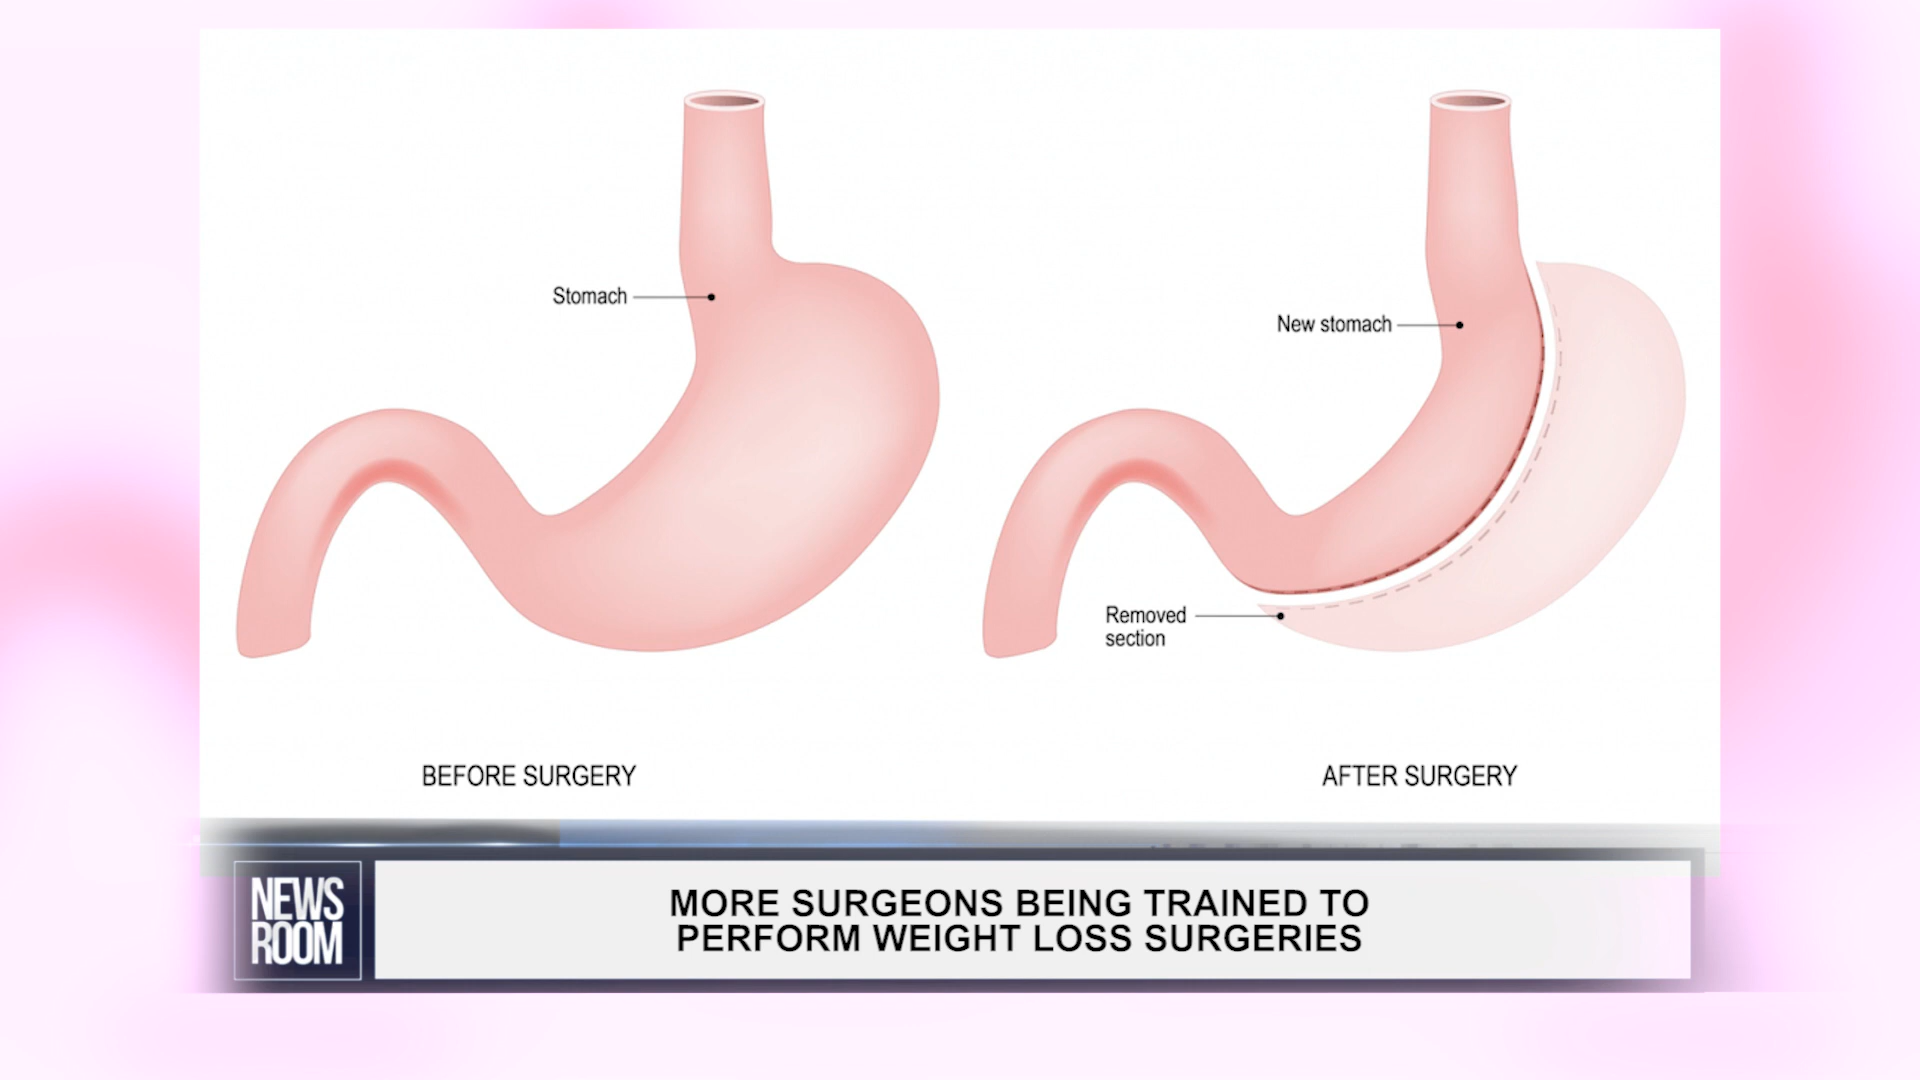 Stomach
New stomach
Removed
section
BEFORE SURGERY
AFTER SURGERY
NEWS
ROOM
MORE SURGEONS BEING TRAINED TO
PERFORM WEIGHT LOSS SURGERIES